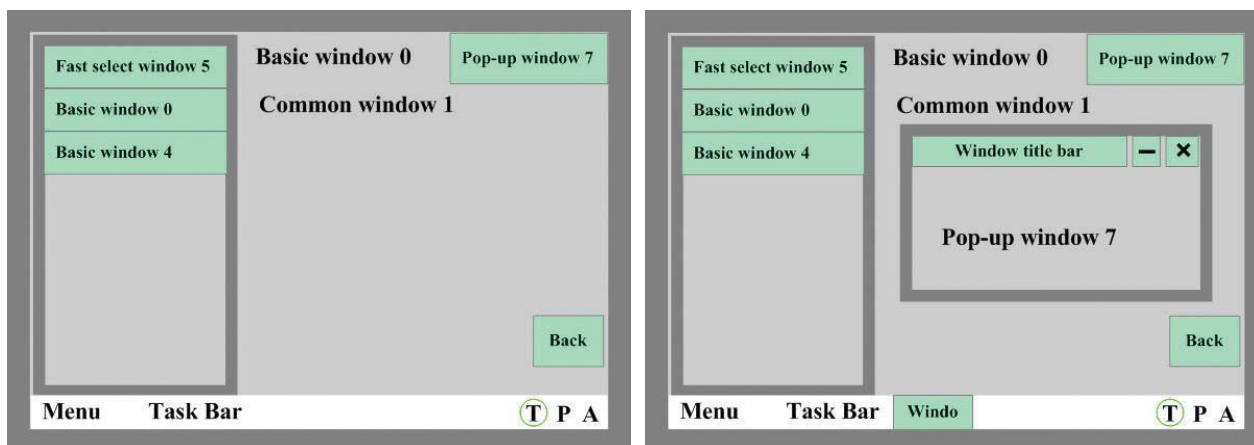 Fast select window 5
Basic window 0
Basic window 4
Basic window 0
Pop-up window 7
Common window 1
Back
Menu Task Bar T P A
Fast select window 5
Basic window 0
Basic window 4
Basic window 0
Pop-up window 7
Common window 1
Window title bar
Pop-up window 7
Back
Menu Task Bar Windo T P A